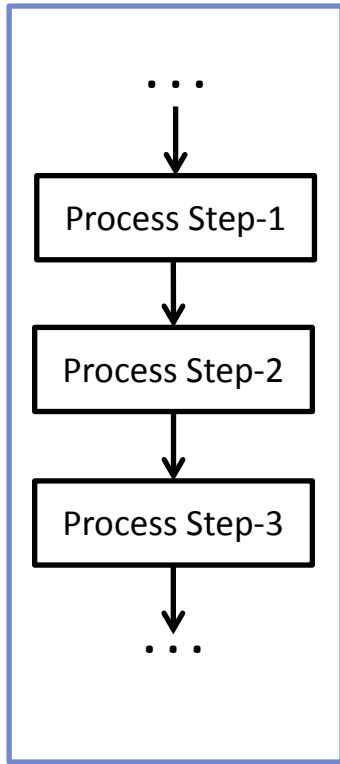 . . .
Process Step-1
Process Step-2
Process Step-3
. . .